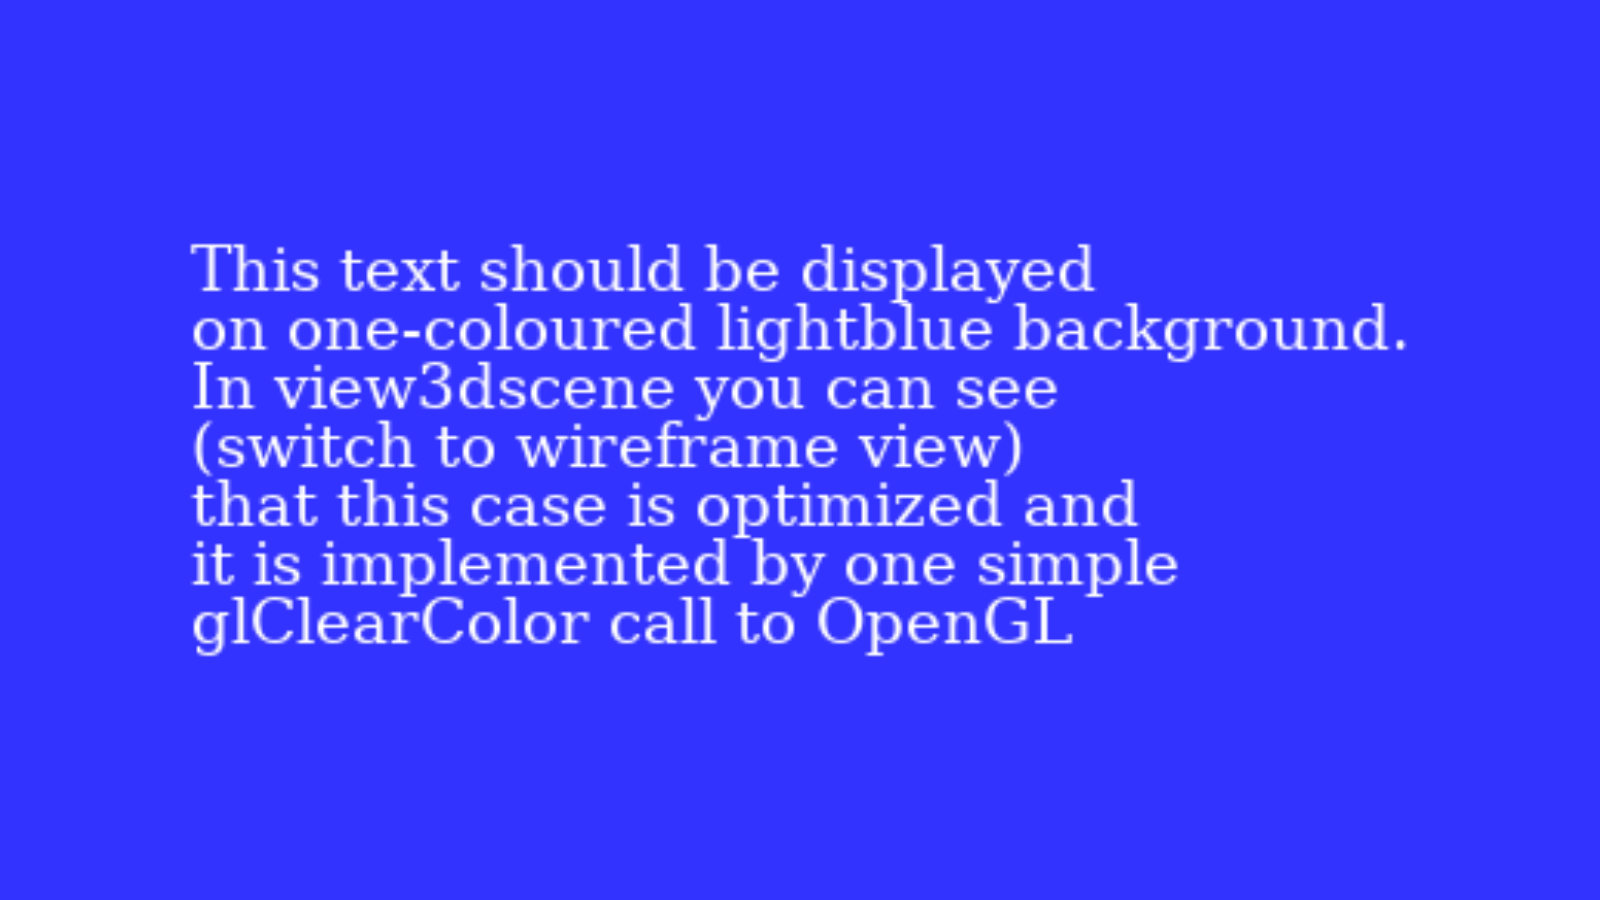 This text should be displayed
on one-coloured lightblue background.
In view3dscene you can see
(switch to wireframe view)
that this case is optimized and
it is implemented by one simple
glClearColor call to OpenGL